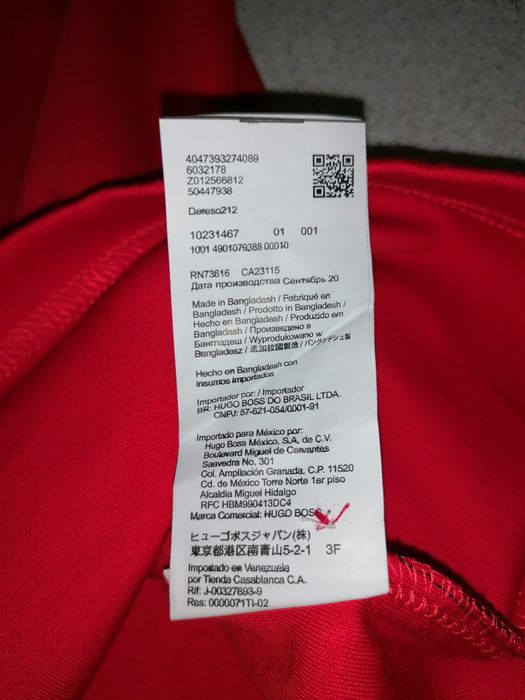 4047393274089
6032178
Z012566812
50447938
Dereso212
10231467 01 001
1001 4901079388 00010
RN73616 CA23115
Дата производства Сентябрь 20
Made in Bangladesh / Fabriqué en
Bangladesh / Prodotto in Bangladesh /
Hecho en Bangladesh / Produzido em
Bangladesh / Произведено в
Бангладеш / Wyprodukowano w
Bangladesz / 孟加拉國製造 / バングラデシュ製
Hecho en Bangladesh con
insumos importados
Importador por: / Importador
BR: HUGO BOSS DO BRASIL LTDA.
CNPJ: 57-621-054/0001-91
Importado para México por:
Hugo Boss México, S.A. de C.V.
Boulevard Miguel de Cervantes
Saavedra No. 301
Col. Ampliación Granada, C.P. 11520
Cd. de México Torre Norte 1er piso
Alcaldia Miguel Hidalgo
RFC HBM990413DC4
Marca Comercial: HUGO BOSS
ヒューゴボスジャパン(株)
東京都港区南青山5-2-1 3F
Importado en Venezuela
por Tienda Casablanca C.A.
Rif: J-00327893-9
Res: 0000071TI-02